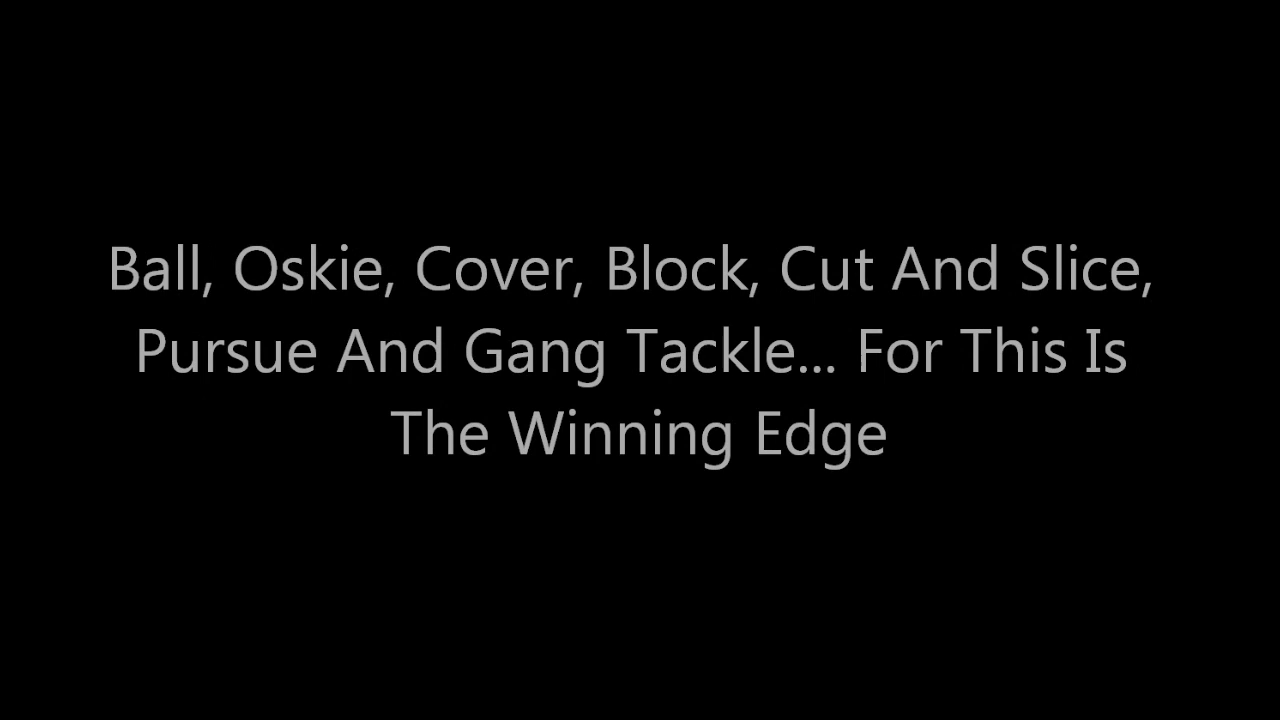 Ball, Oskie, Cover, Block, Cut And Slice,
Pursue And Gang Tackle... For This Is
The Winning Edge